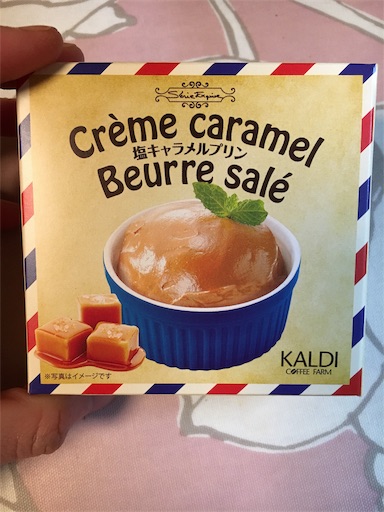 Crème caramel
塩キャラメルプリン
Beurre salé
KALDI
COFFEE FARM
※写真はイメージです